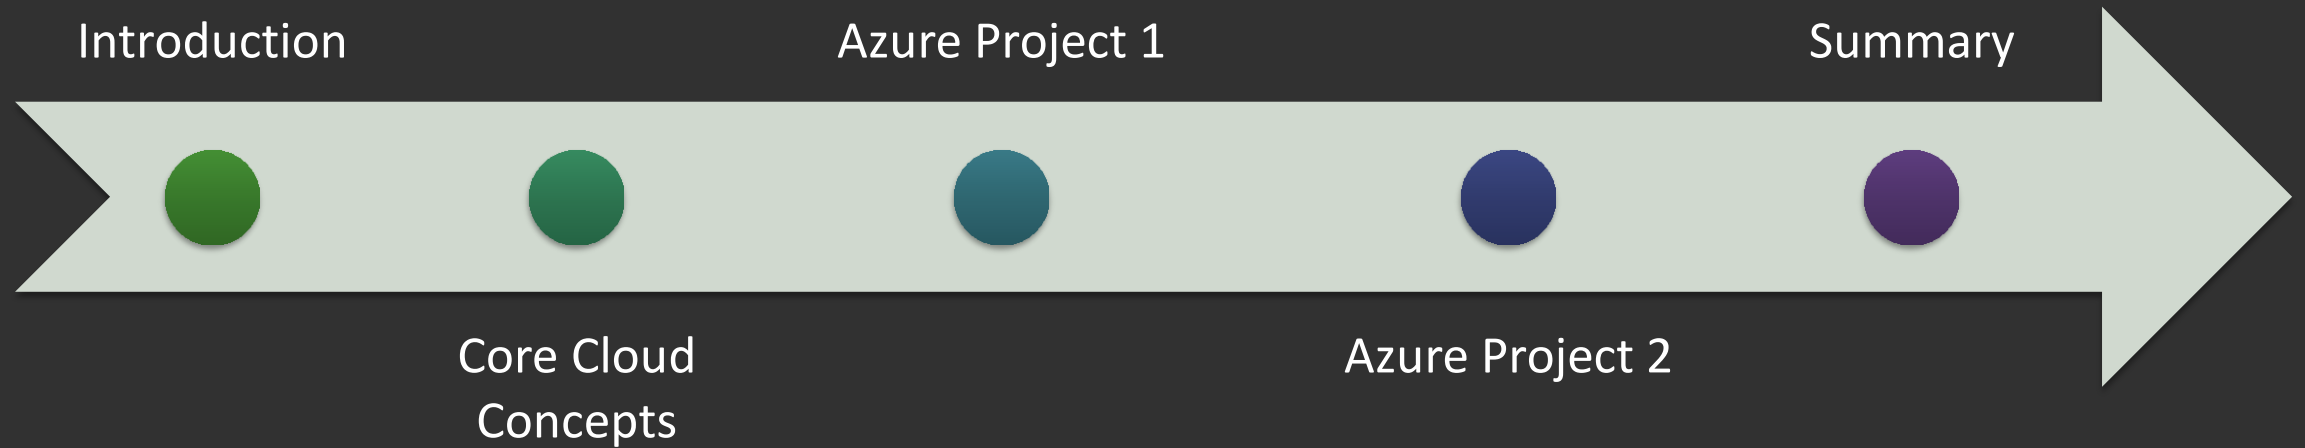 Introduction
Azure Project 1
Summary
Core Cloud
Concepts
Azure Project 2